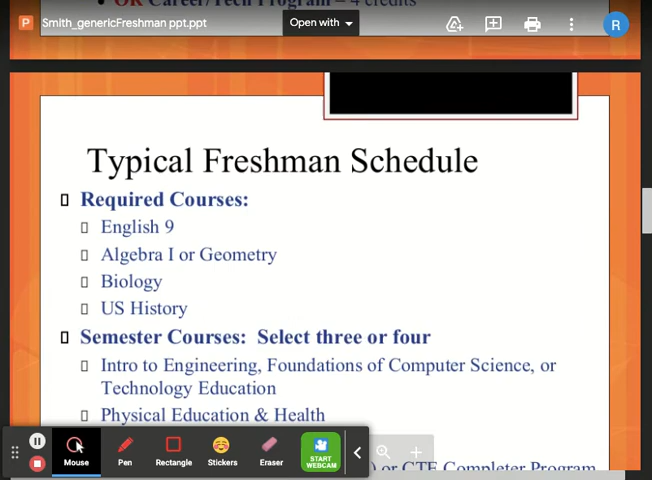 OR Career/Tech Program – 4 credits
Smith_genericFreshman ppt.ppt
Open with
R
Typical Freshman Schedule
Required Courses:
English 9
Algebra I or Geometry
Biology
US History
Semester Courses: Select three or four
Intro to Engineering, Foundations of Computer Science, or
Technology Education
Physical Education & Health
) or CTE Completer Program
Mouse
Pen
Rectangle
Stickers
Eraser
START
WEBCAM